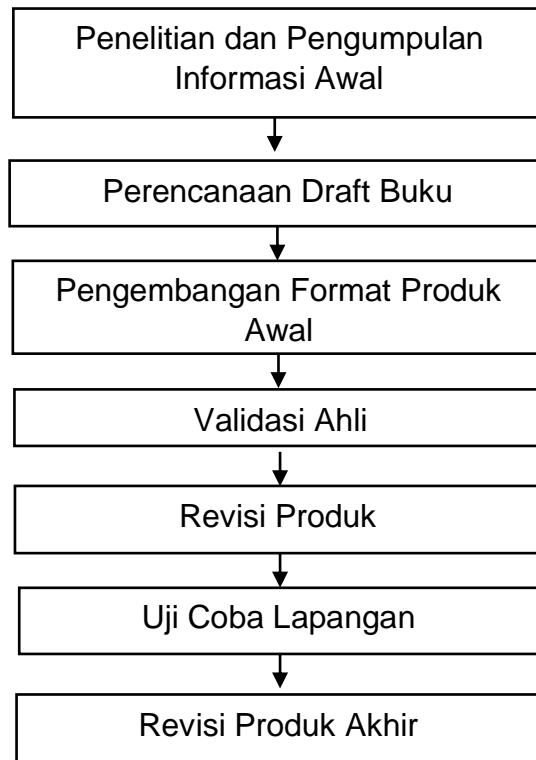 Penelitian dan Pengumpulan
Informasi Awal
Perencanaan Draft Buku
Pengembangan Format Produk
Awal
Validasi Ahli
Revisi Produk
Uji Coba Lapangan
Revisi Produk Akhir